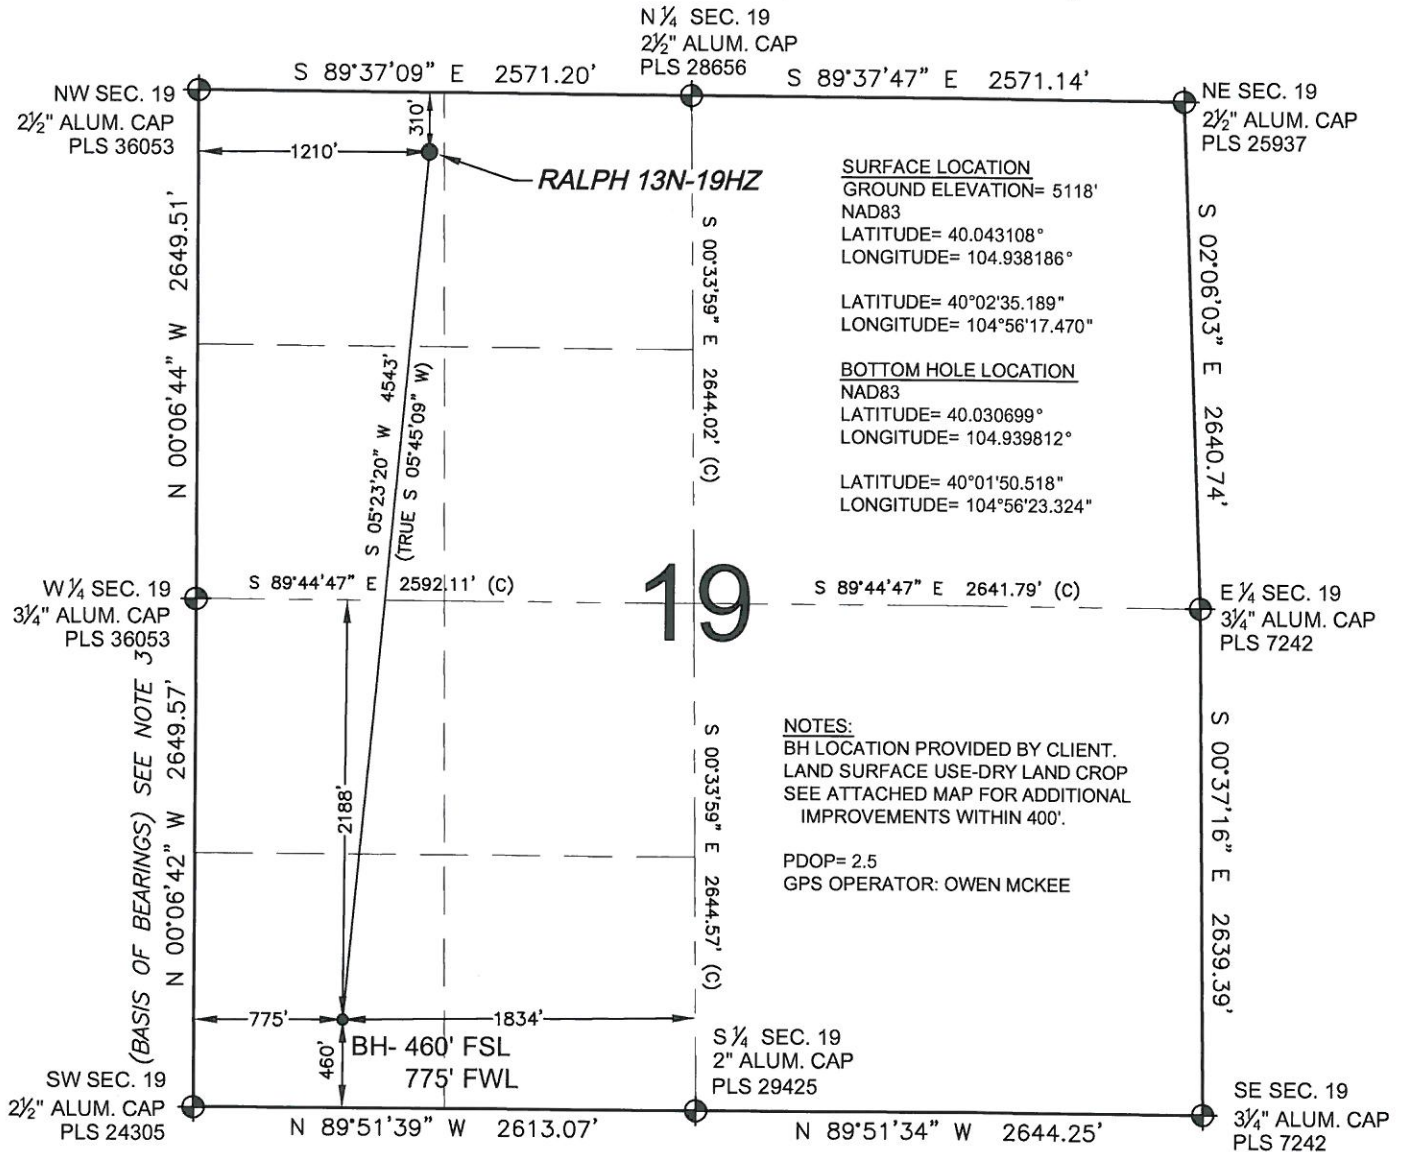 N ¼ SEC. 19
2½" ALUM. CAP
PLS 28656
S 89°37'09" E 2571.20'
S 89°37'47" E 2571.14'
NW SEC. 19
2½" ALUM. CAP
PLS 36053
NE SEC. 19
2½" ALUM. CAP
PLS 25937
310'
1210'
RALPH 13N-19HZ
SURFACE LOCATION
GROUND ELEVATION= 5118'
NAD83
LATITUDE= 40.043108°
LONGITUDE= 104.938186°
LATITUDE= 40°02'35.189"
LONGITUDE= 104°56'17.470"
BOTTOM HOLE LOCATION
NAD83
LATITUDE= 40.030699°
LONGITUDE= 104.939812°
LATITUDE= 40°01'50.518"
LONGITUDE= 104°56'23.324"
N 00°06'44" W 2649.51'
S 05°23'20" W 4543'
(TRUE S 05°45'09" W)
S 00°33'59" E 2644.02' (C)
S 02°06'03" E 2640.74'
W ¼ SEC. 19
3¼" ALUM. CAP
PLS 36053
S 89°44'47" E 2592.11' (C)
19
S 89°44'47" E 2641.79' (C)
E ¼ SEC. 19
3¼" ALUM. CAP
PLS 7242
(BASIS OF BEARINGS) SEE NOTE 3
N 00°06'42" W 2649.57'
2188'
S 00°33'59" E 2644.57' (C)
NOTES:
BH LOCATION PROVIDED BY CLIENT.
LAND SURFACE USE-DRY LAND CROP
SEE ATTACHED MAP FOR ADDITIONAL
IMPROVEMENTS WITHIN 400'.
PDOP= 2.5
GPS OPERATOR: OWEN MCKEE
S 00°37'16" E 2639.39'
775'
1834'
460'
BH- 460' FSL
775' FWL
S ¼ SEC. 19
2" ALUM. CAP
PLS 29425
SW SEC. 19
2½" ALUM. CAP
PLS 24305
N 89°51'39" W 2613.07'
N 89°51'34" W 2644.25'
SE SEC. 19
3¼" ALUM. CAP
PLS 7242